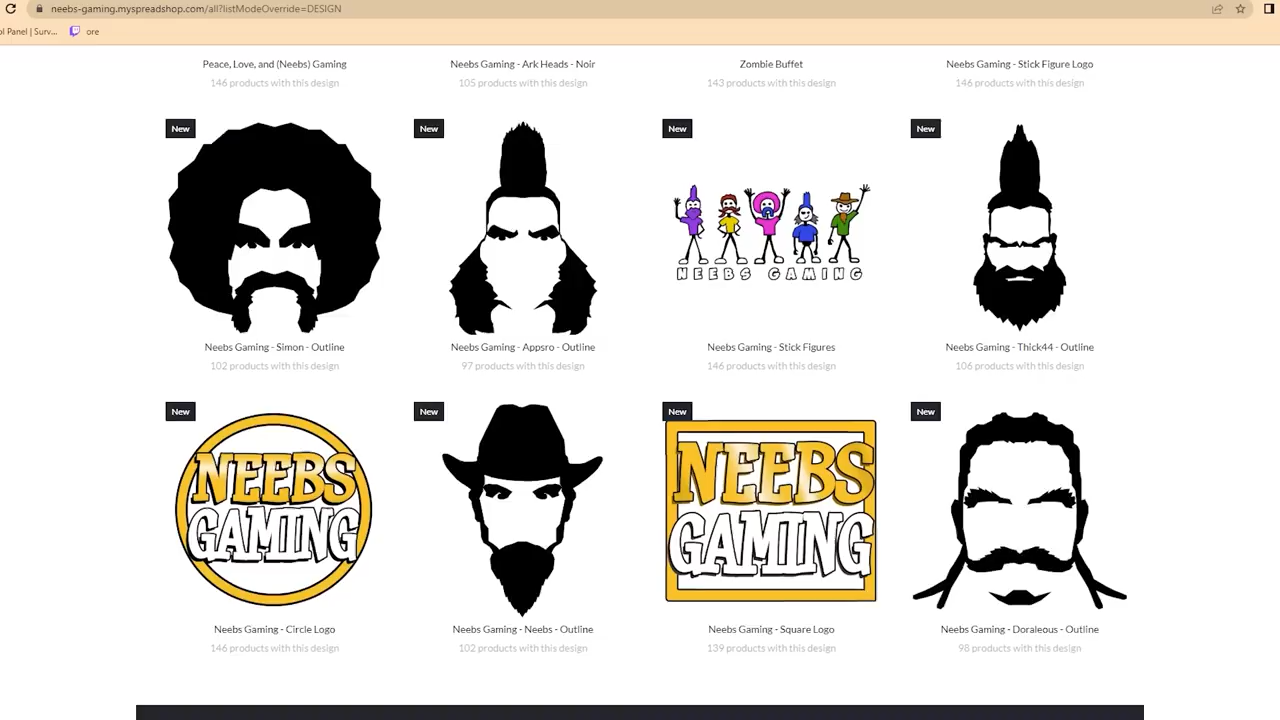 neebs-gaming.myspreadshop.com/all?listModeOverride=DESIGN
ol Panel | Surv...
ore
Peace, Love, and (Neebs) Gaming
146 products with this design
Neebs Gaming - Ark Heads - Noir
105 products with this design
Zombie Buffet
143 products with this design
Neebs Gaming - Stick Figure Logo
146 products with this design
New
New
New
New
NEEBS GAMING
Neebs Gaming - Simon - Outline
102 products with this design
Neebs Gaming - Appsro - Outline
97 products with this design
Neebs Gaming - Stick Figures
146 products with this design
Neebs Gaming - Thick44 - Outline
106 products with this design
New
New
New
New
NEEBS
GAMING
NEEBS
GAMING
Neebs Gaming - Circle Logo
146 products with this design
Neebs Gaming - Neebs - Outline
102 products with this design
Neebs Gaming - Square Logo
139 products with this design
Neebs Gaming - Doraleous - Outline
98 products with this design